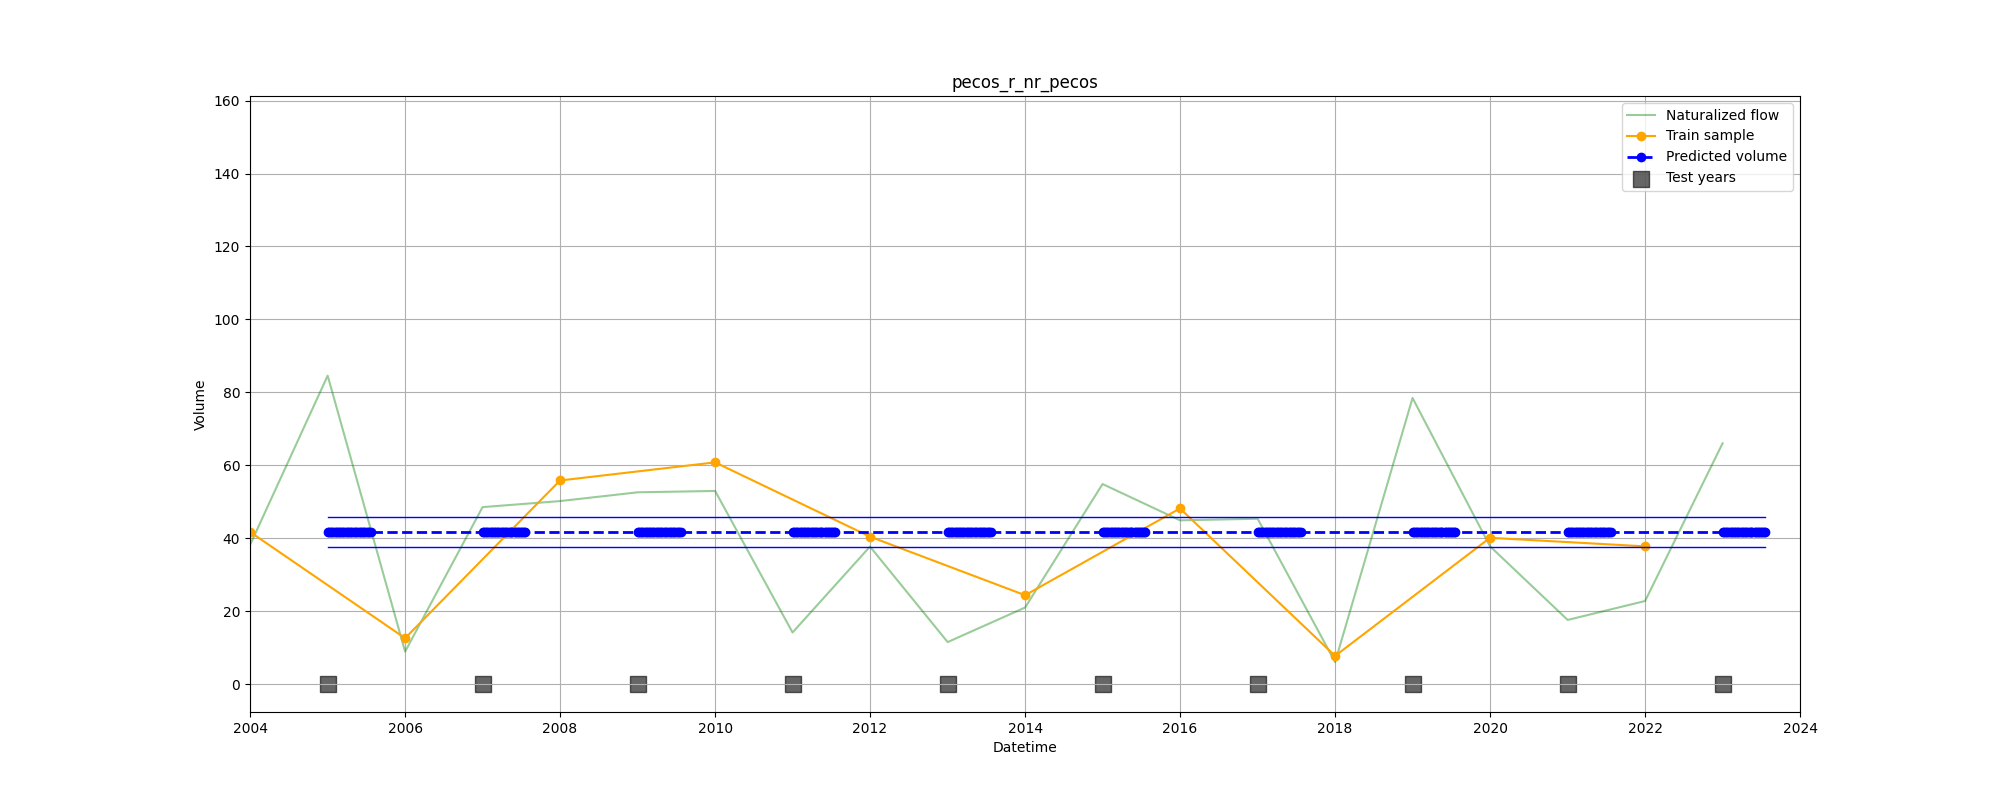 pecos_r_nr_pecos
160
140
120
100
80
60
40
20
0
Volume
Naturalized flow
Train sample
Predicted volume
Test years
2004 2006 2008 2010 2012 2014 2016 2018 2020 2022 2024
Datetime